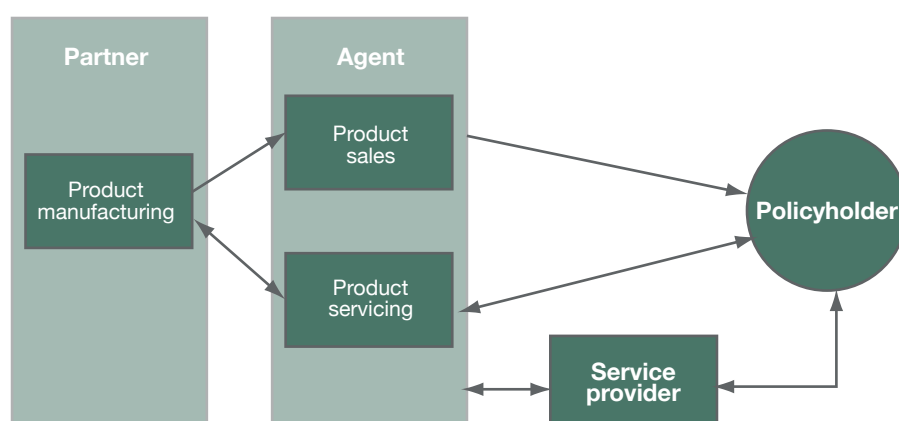 Partner
Agent
Product
sales
Product
manufacturing
Policyholder
Product
servicing
Service
provider